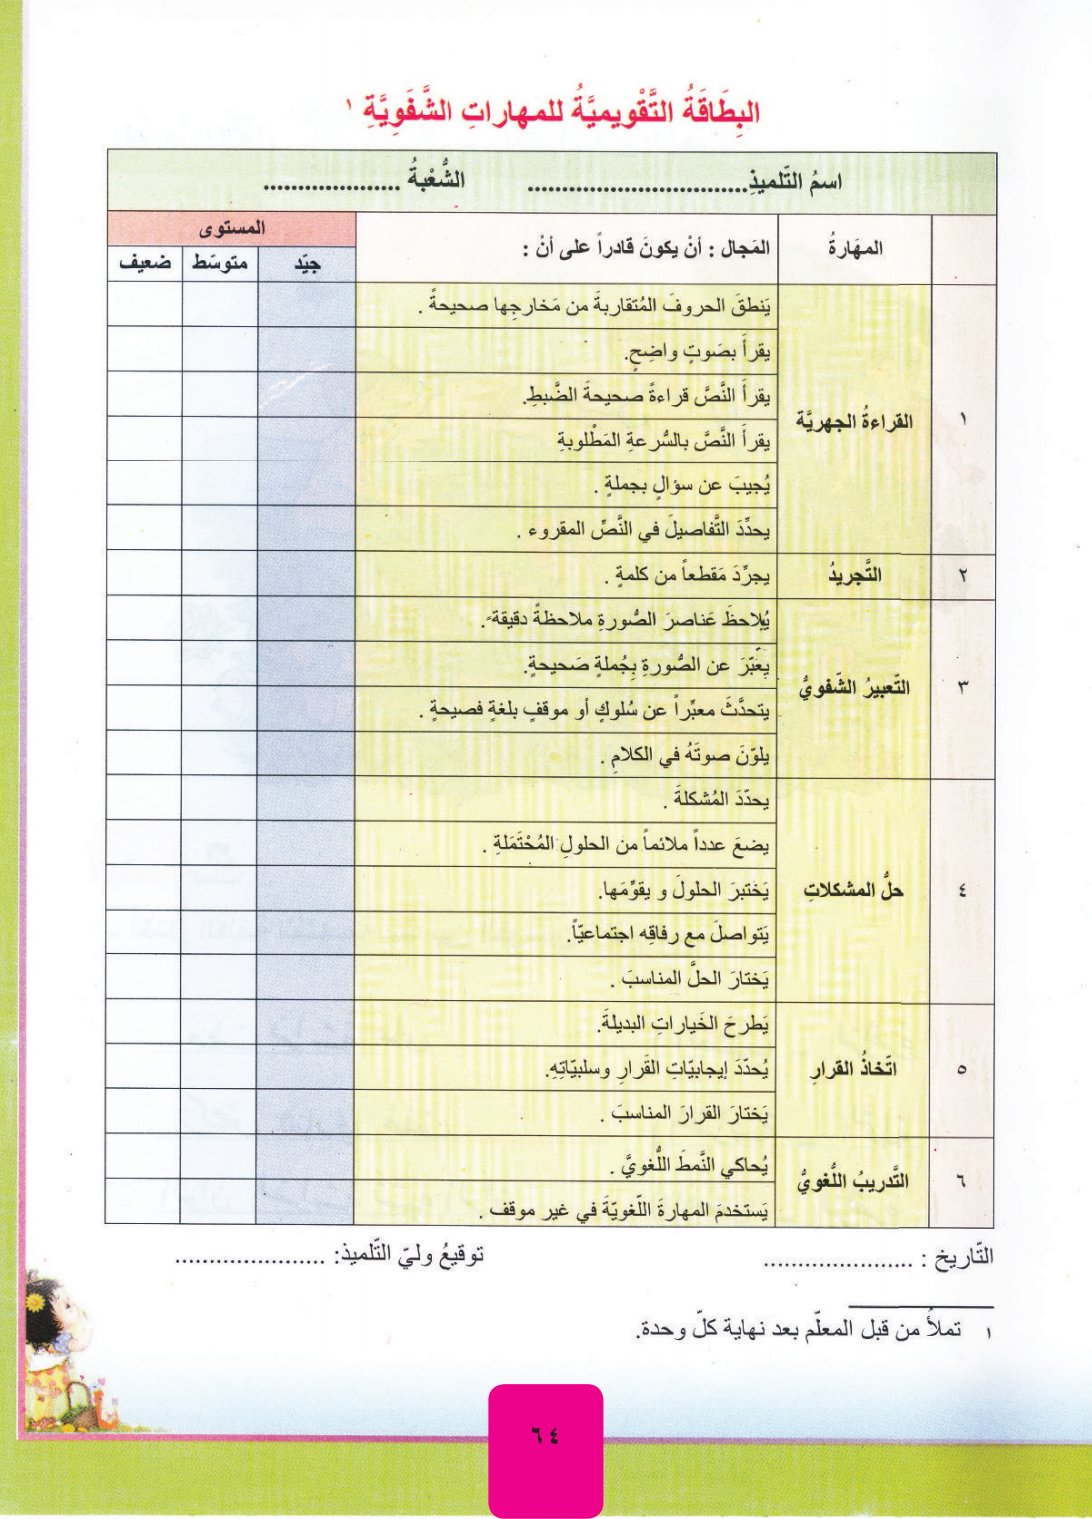 البِطَاقَةُ التَّقْويميَّةُ للمهاراتِ الشَّفَوِيَّةِ ١
اسمُ التّلميذِ................................ الشُّعْبةُ ....................
المهَارةُ المَجال : أنْ يكونَ قادراً على أنْ : المستوى
جيّد متوسّط ضعيف
١ القراءةُ الجهريَّة
يَنطقَ الحروفَ المُتقاربةَ من مَخارجِها صحيحةً .
يقرأَ بصَوتٍ واضِحٍ.
يقرأَ النَّصَّ قراءةً صحيحةَ الضَّبطِ.
يقرأَ النَّصَّ بالسُّرعةِ المَطْلوبةِ
يُجيبَ عن سؤالٍ بجملةٍ .
يحدِّدَ التَّفاصيلَ في النَّصِّ المقروء .
٢ التَّجريدُ يجرِّدَ مَقطعاً من كلمةٍ .
٣ التّعبيرُ الشّفويُّ
يُلاحظَ عَناصرَ الصُّورةِ ملاحظةً دقيقةً.
يعَبّرَ عن الصُّورةِ بِجُملةٍ صَحيحةٍ.
يتحدَّثَ معبِّراً عن سُلوكٍ أو موقفٍ بلغةٍ فصيحةٍ .
يلوّنَ صوتَهُ في الكلامِ .
٤ حلُّ المشكلاتِ
يحدّدَ المُشكلةَ .
يضعَ عدداً ملائماً من الحلولِ المُحْتَمَلةِ .
يَختبرَ الحلولَ و يقوِّمَها.
يَتواصلَ مع رفاقِه اجتماعيّاً.
يَختارَ الحلَّ المناسبَ .
٥ اتّخاذُ القرارِ
يَطرحَ الخَياراتِ البديلةَ.
يُحدّدَ إيجابيّاتِ القَرارِ وسلبيّاتِهِ.
يَختارَ القرارَ المناسبَ .
٦ التَّدريبُ اللُّغويُّ
يُحاكي النَّمطَ اللُّغويَّ .
يَستخدمَ المهارةَ اللّغويّةَ في غير موقف .
التّاريخ : ...................... توقيعُ وليّ التّلميذ: ......................
١ تملأُ من قبل المعلّم بعد نهاية كلّ وحدة.
٦٤